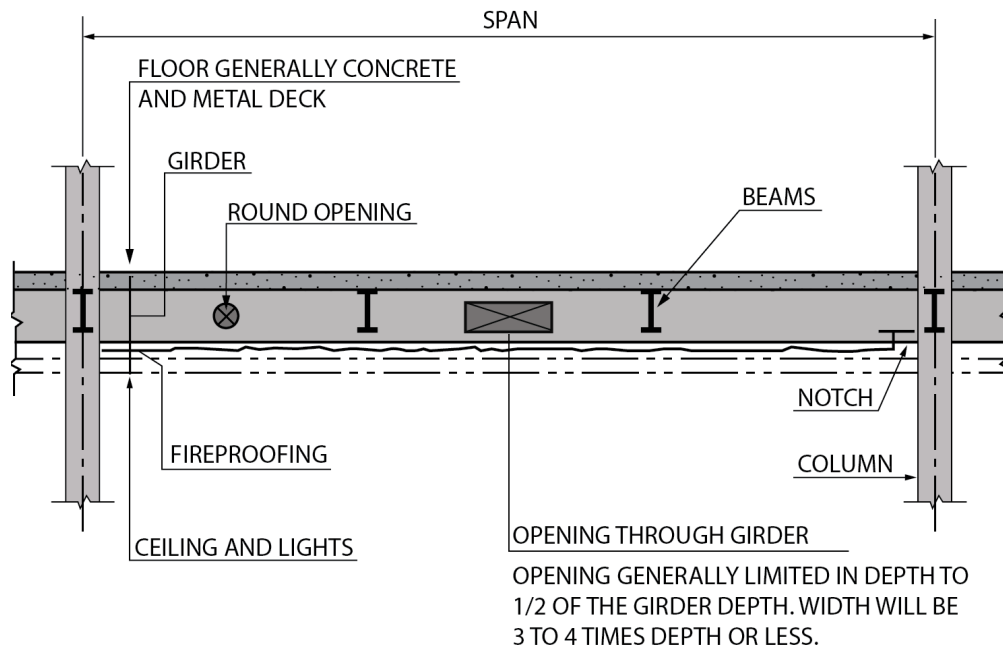 SPAN
FLOOR GENERALLY CONCRETE
AND METAL DECK
GIRDER
ROUND OPENING
BEAMS
NOTCH
FIREPROOFING
COLUMN
CEILING AND LIGHTS
OPENING THROUGH GIRDER
OPENING GENERALLY LIMITED IN DEPTH TO
1/2 OF THE GIRDER DEPTH. WIDTH WILL BE
3 TO 4 TIMES DEPTH OR LESS.